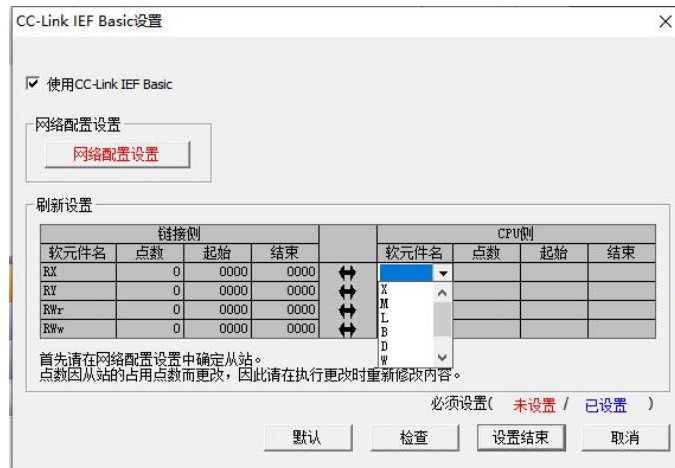 CC-Link IEF Basic设置
使用CC-Link IEF Basic
网络配置设置
网络配置设置
刷新设置
链接侧 CPU侧
软元件名 点数 起始 结束 软元件名 点数 起始 结束
RX 0 0000 0000
RY 0 0000 0000
RWr 0 0000 0000
RWw 0 0000 0000
X
M
L
B
D
W
首先请在网络配置设置中确定从站。
点数因从站的占用点数而更改，因此请在执行更改时重新修改内容。
必须设置( 未设置 / 已设置 )
默认 检查 设置结束 取消